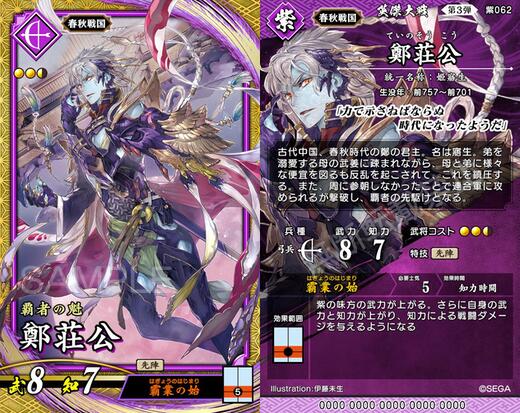 春秋戦国
SAMPLE
覇者の魁
鄭荘公
先陣
武8 知7
はぎょうのはじまり
覇業の始
5
紫
春秋戦国
英傑大戦
第3弾
紫062
ていのそうこう
鄭荘公
統一名称:姫寤生
生没年:前757～前701
「力で示さねばならぬ
時代になったようだ」
古代中国、春秋時代の鄭の君主。名は寤生。弟を
溺愛する母の武姜に疎まれながら、母と弟に様々
な便宜を図るも反乱を起こされて、これを鎮圧す
る。また、周に参朝しなかったことで連合軍に攻
められるが撃破し、覇者の先駆けとなる。
兵種 武力 知力 武将コスト
弓兵 8 7
特技 先陣
はぎょうのはじまり
覇業の始
必要士気
5
効果時間
知力時間
効果範囲
紫の味方の武力が上がる。さらに自身の武
力と知力が上がり、知力による戦闘ダメー
ジを与えるようになる
Illustration:伊藤未生
©SEGA
0000 0000 0000 0000 0000